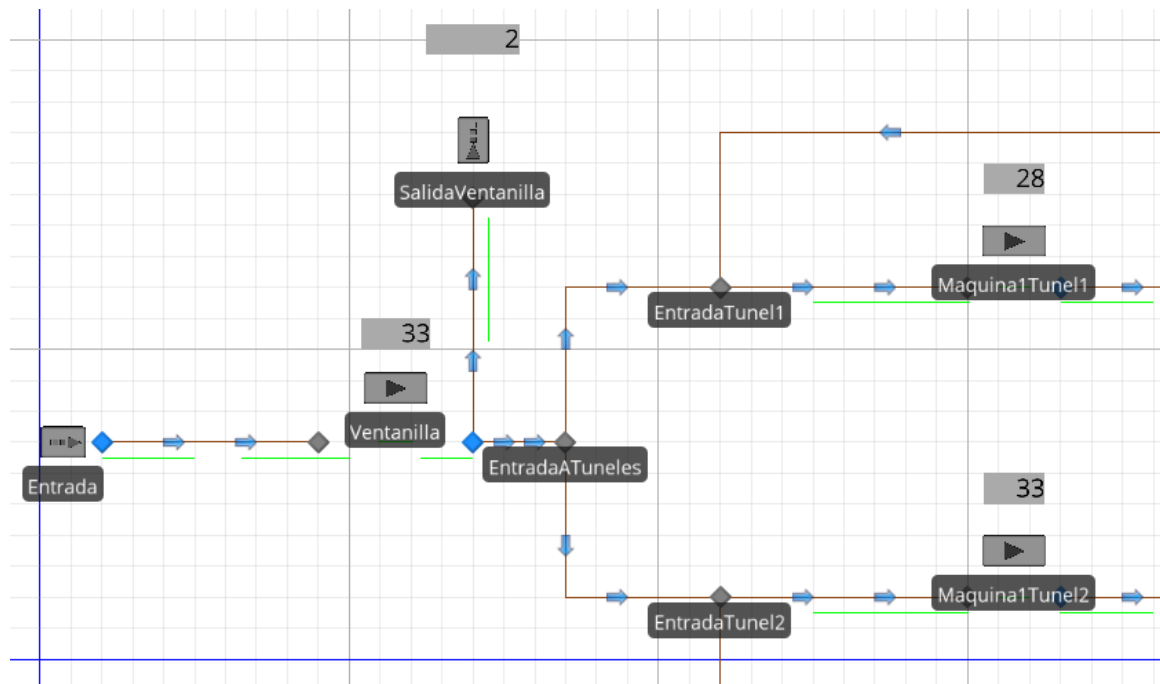 2
SalidaVentanilla
28
Maquina1Tunel1
EntradaTunel1
33
Ventanilla
EntradaATuneles
Entrada
33
Maquina1Tunel2
EntradaTunel2